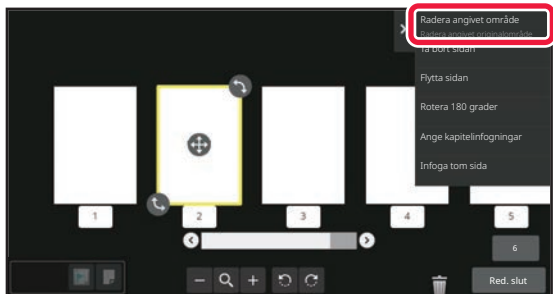 Radera angivet område
Radera angivet originalområde
Ta bort sidan
Flytta sidan
Rotera 180 grader
Ange kapitelinfogningar
Infoga tom sida
1
2
3
4
5
6
Red. slut